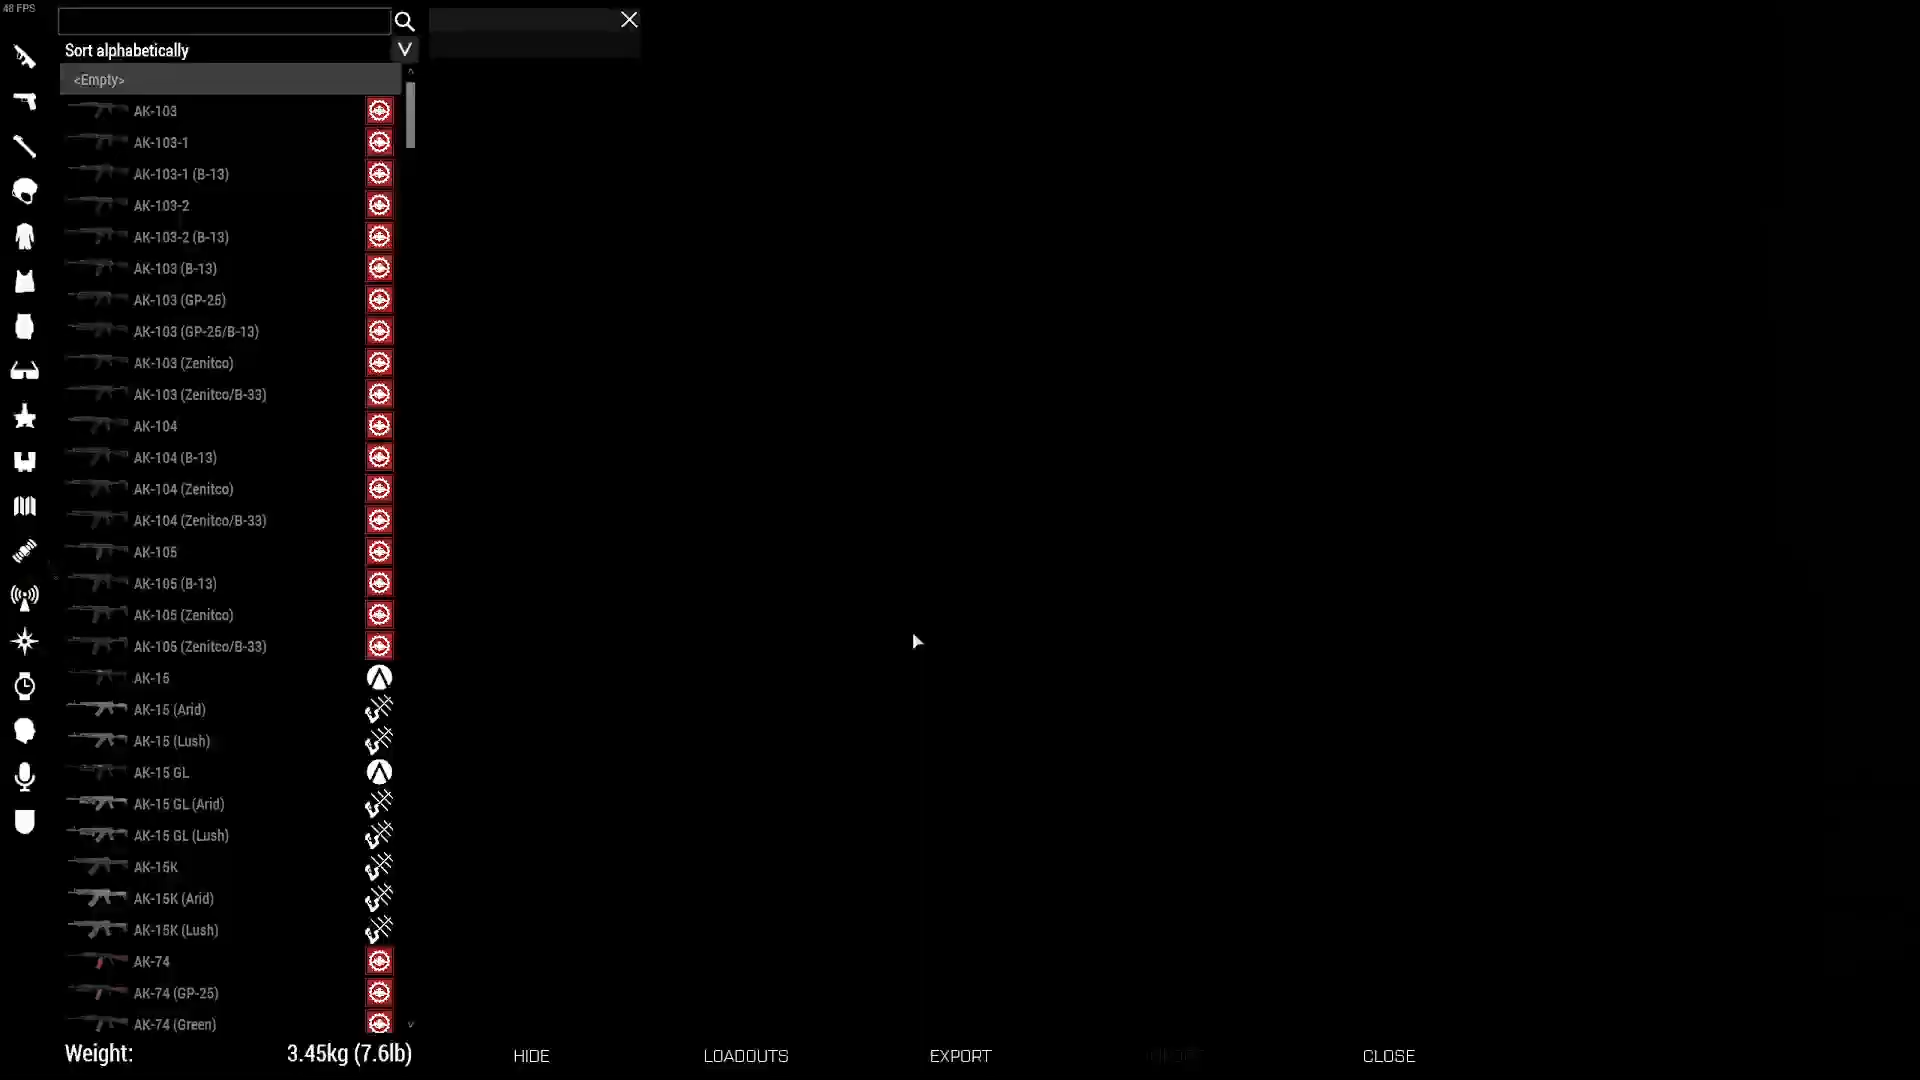 48 FPS
Sort alphabetically
V
<Empty>
AK-103
AK-103-1
AK-103-1 (B-13)
AK-103-2
AK-103-2 (B-13)
AK-103 (B-13)
AK-103 (GP-25)
AK-103 (GP-25/B-13)
AK-103 (Zenitco)
AK-103 (Zenitco/B-33)
AK-104
AK-104 (B-13)
AK-104 (Zenitco)
AK-104 (Zenitco/B-33)
AK-105
AK-105 (B-13)
AK-105 (Zenitco)
AK-105 (Zenitco/B-33)
AK-15
AK-15 (Arid)
AK-15 (Lush)
AK-15 GL
AK-15 GL (Arid)
AK-15 GL (Lush)
AK-15K
AK-15K (Arid)
AK-15K (Lush)
AK-74
AK-74 (GP-25)
AK-74 (Green)
Weight: 3.45kg (7.6lb)
HIDE LOADOUTS EXPORT CLOSE